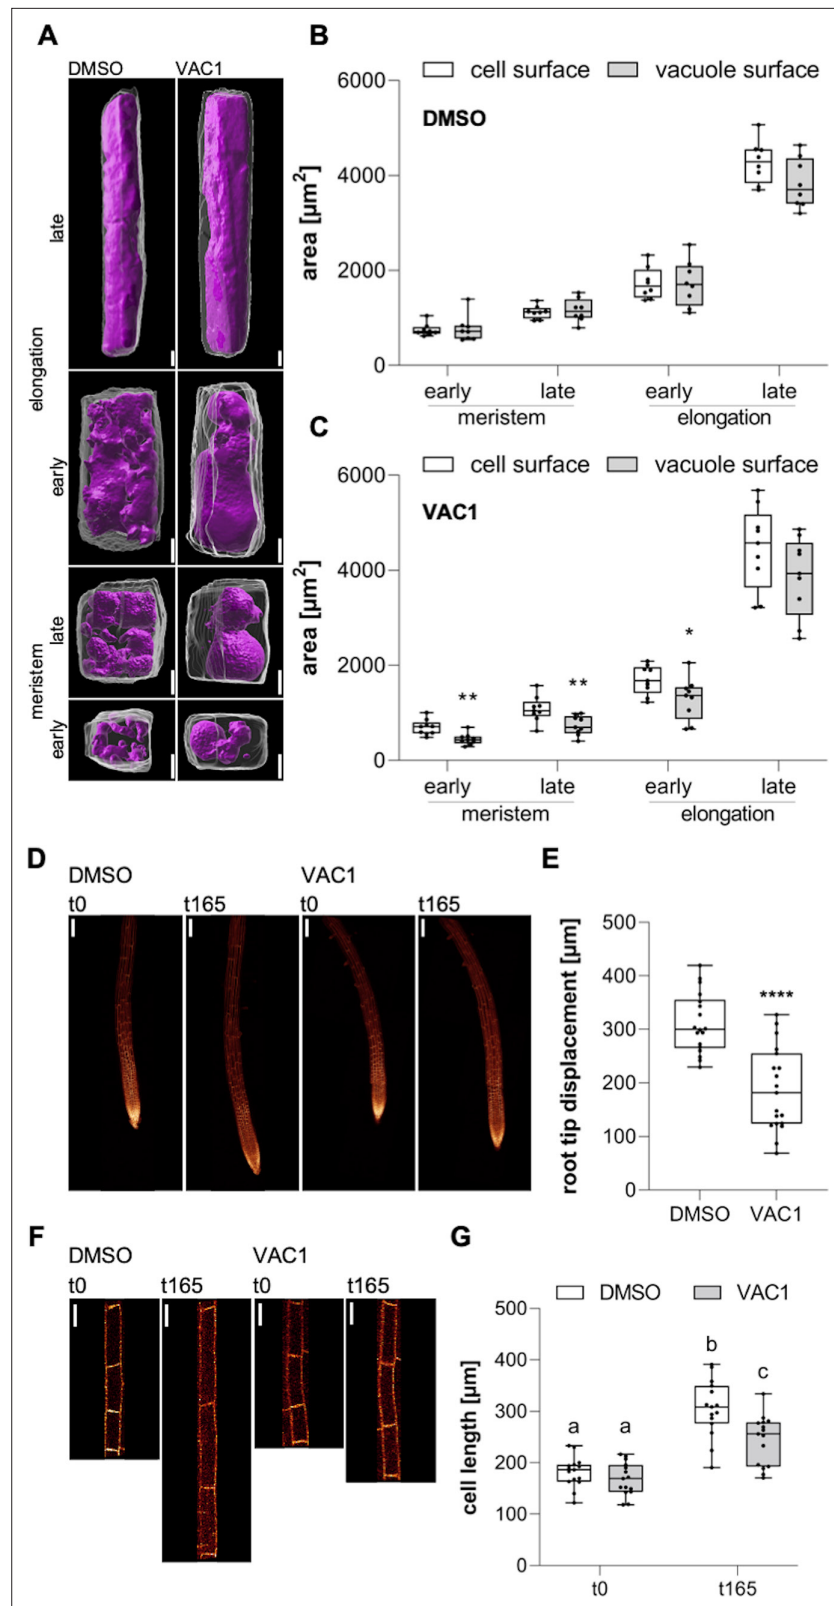 A
DMSO VAC1
late
early
elongation
late
early
meristem
B
cell surface vacuole surface
DMSO
area [µm2]
6000
4000
2000
0
early late early late
meristem elongation
C
cell surface vacuole surface
VAC1
area [µm2]
6000
4000
2000
0
** ** *
early late early late
meristem elongation
D
DMSO VAC1
t0 t165 t0 t165
E
root tip displacement [µm]
500
400
300
200
100
0
****
DMSO VAC1
F
DMSO VAC1
t0 t165 t0 t165
G
DMSO VAC1
cell length [µm]
500
400
300
200
100
0
a a b c
t0 t165